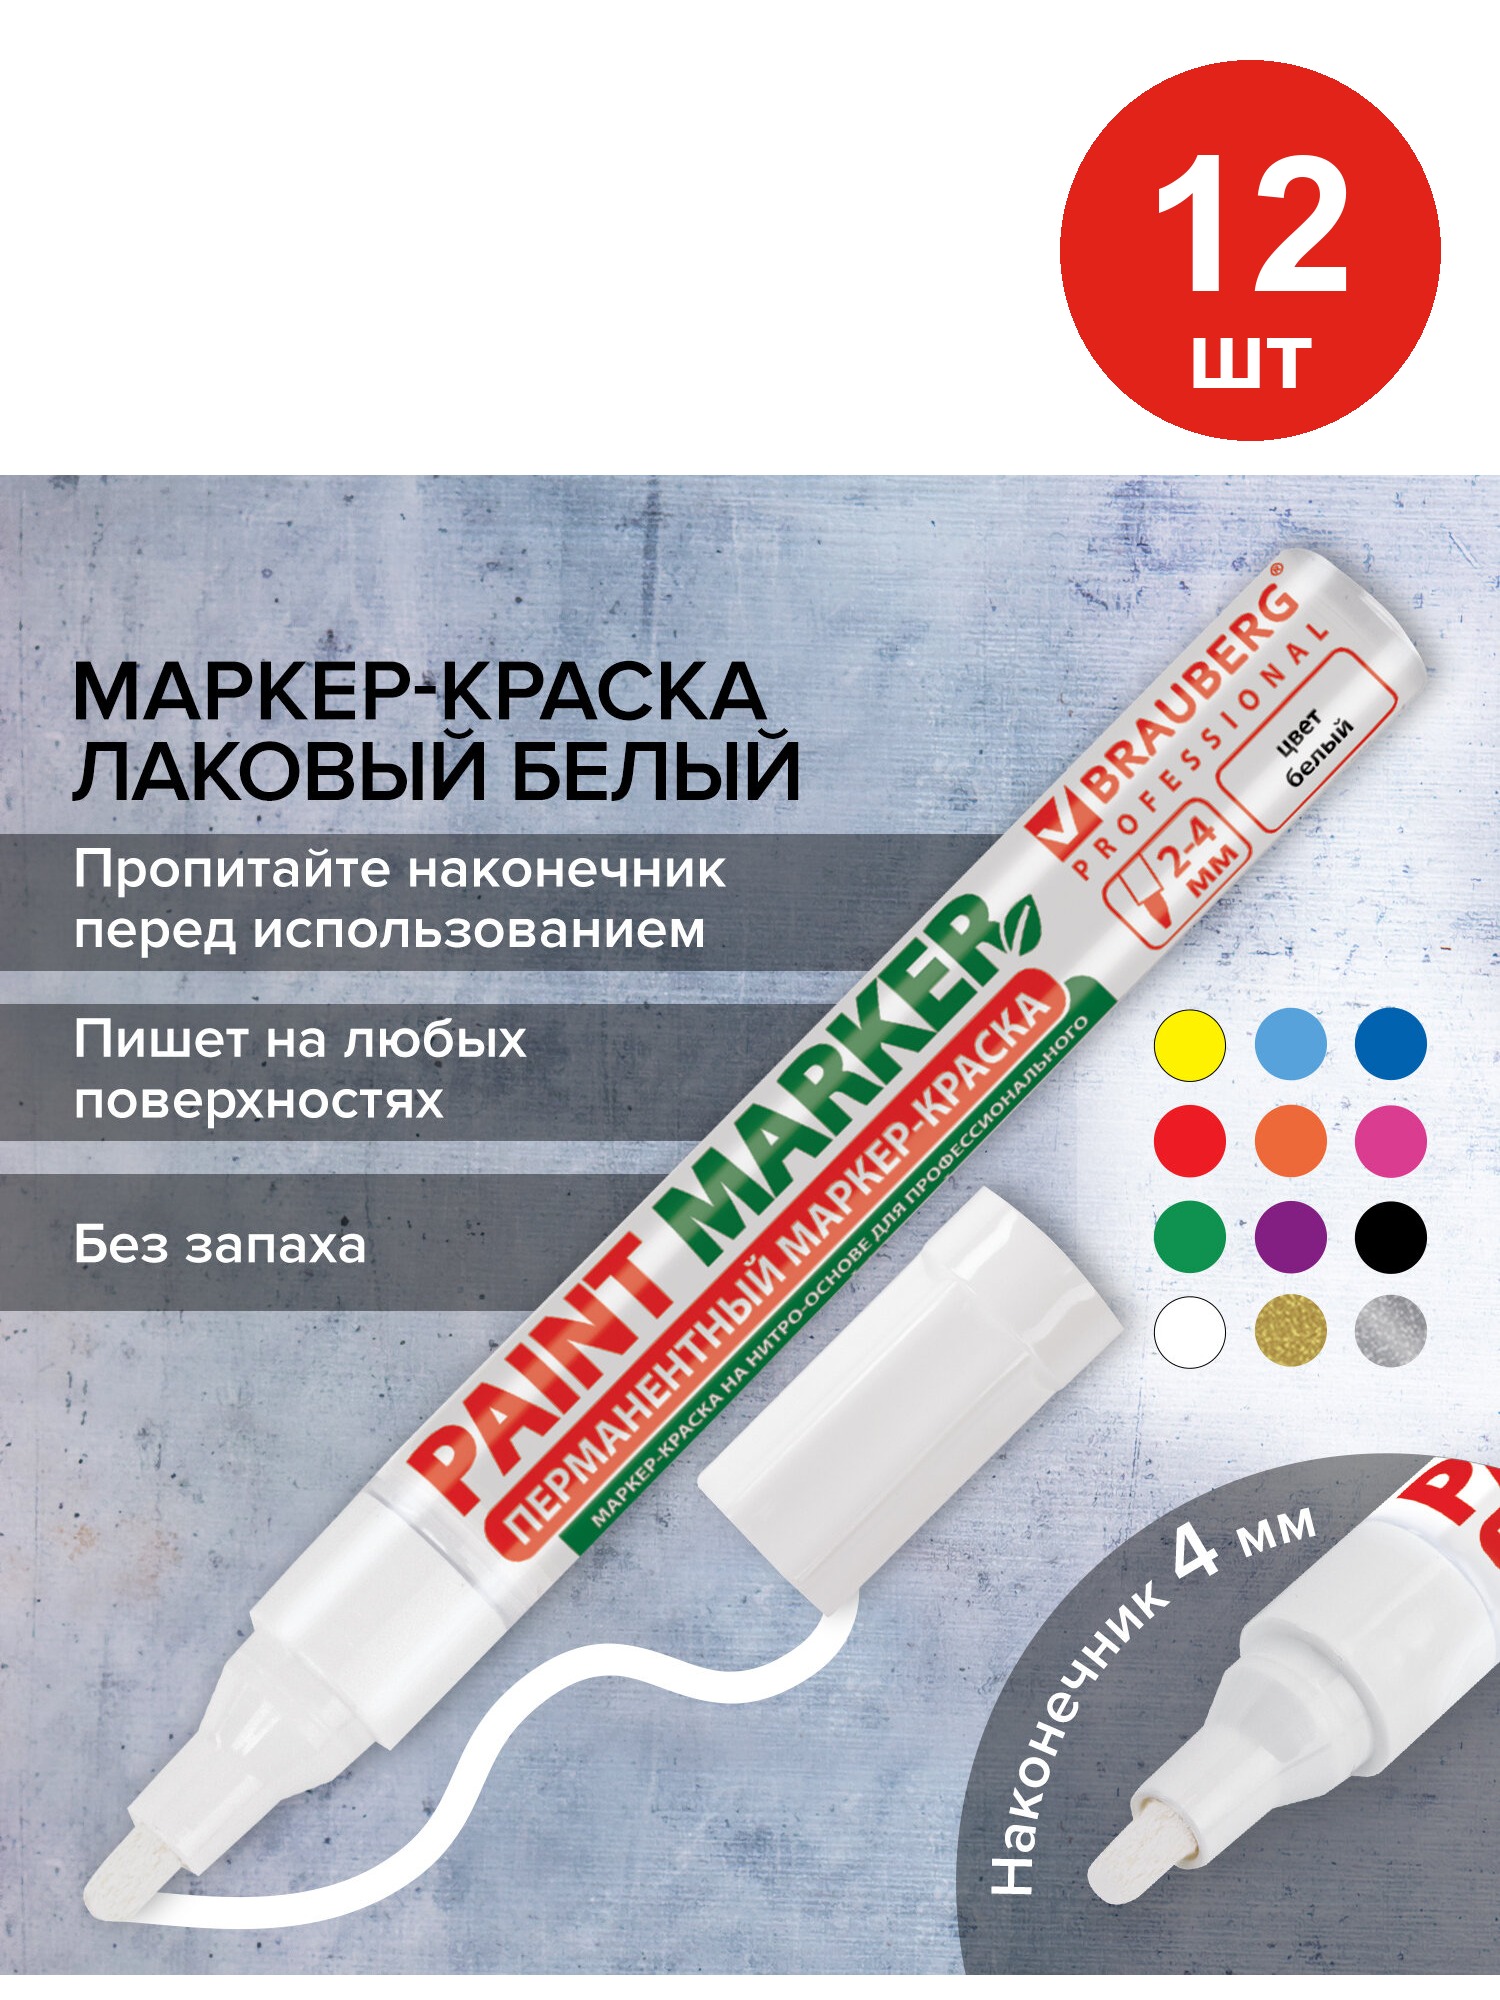 12
шт
МАРКЕР-КРАСКА
ЛАКОВЫЙ БЕЛЫЙ
Пропитайте наконечник
перед использованием
Пишет на любых
поверхностях
Без запаха
BRAUBERG®
PROFESSIONAL
цвет
белый
2-4
мм
PAINT MARKER
ПЕРМАНЕНТНЫЙ МАРКЕР-КРАСКА
МАРКЕР-КРАСКА НА НИТРО-ОСНОВЕ ДЛЯ ПРОФЕССИОНАЛЬНОГО
Наконечник 4 мм